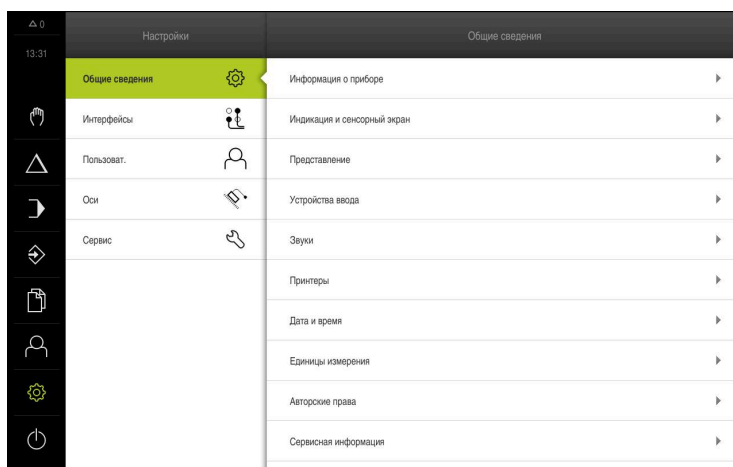 0
13:31
Настройки
Общие сведения
Общие сведения
Интерфейсы
Пользоват.
Оси
Сервис
Информация о приборе
Индикация и сенсорный экран
Представление
Устройства ввода
Звуки
Принтеры
Дата и время
Единицы измерения
Авторские права
Сервисная информация